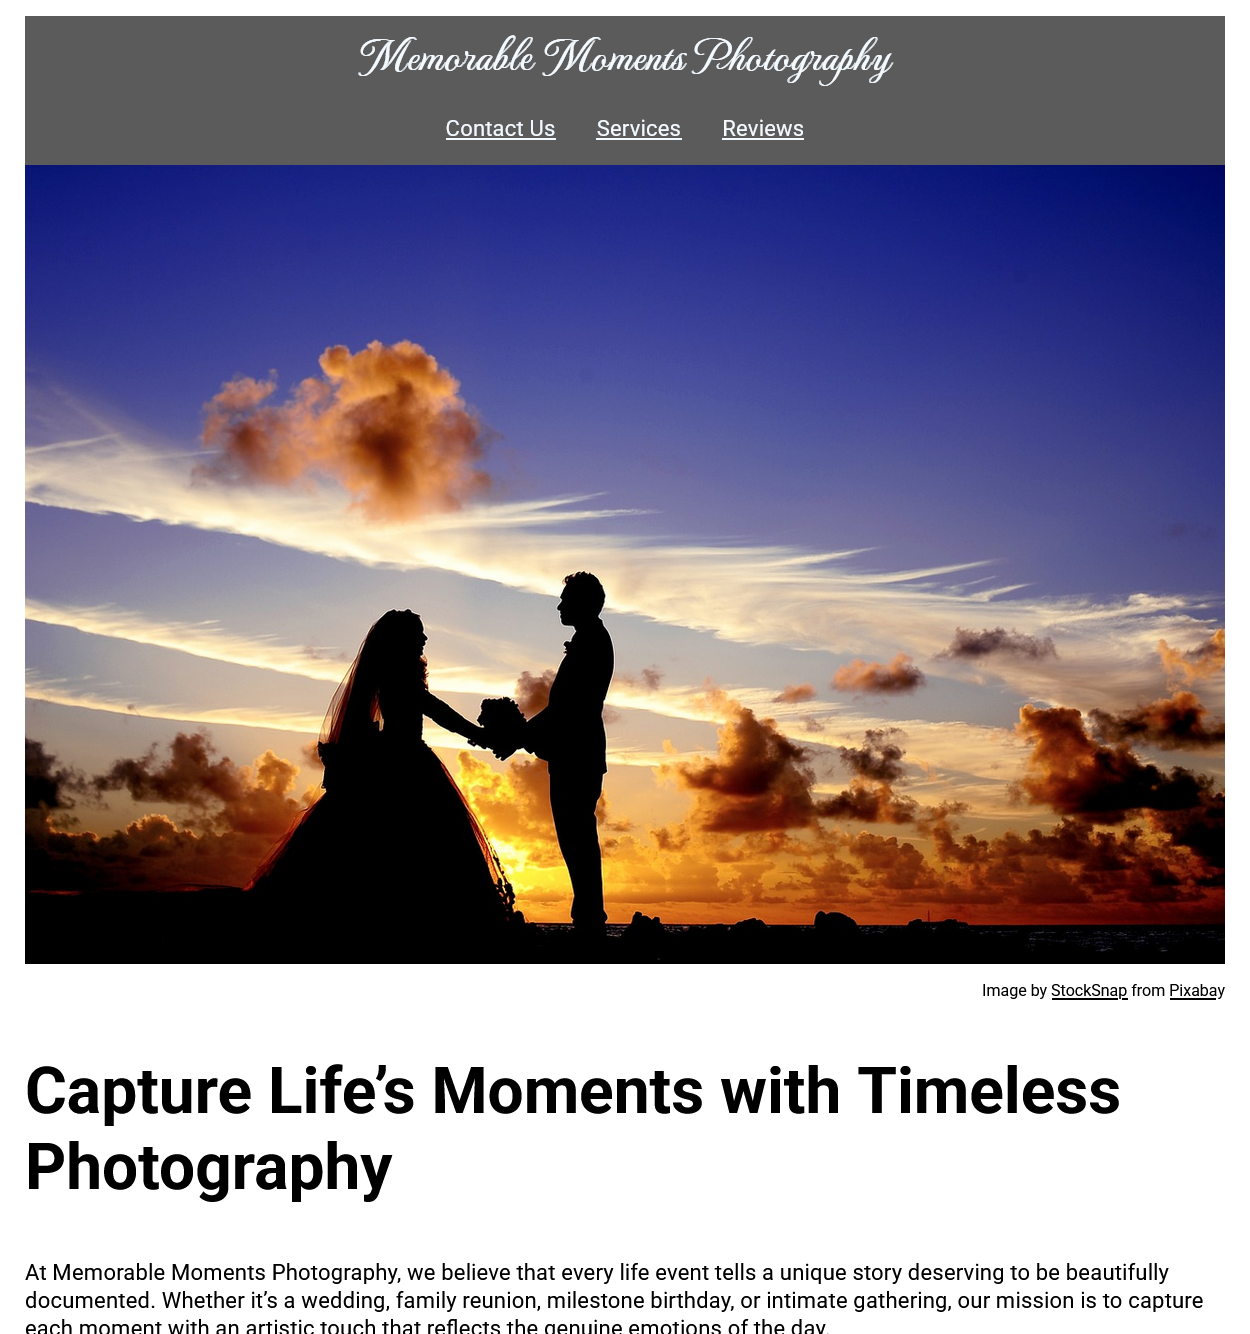 Memorable Moments Photography
Contact Us Services Reviews
Image by StockSnap from Pixabay
Capture Life’s Moments with Timeless
Photography
At Memorable Moments Photography, we believe that every life event tells a unique story deserving to be beautifully
documented. Whether it’s a wedding, family reunion, milestone birthday, or intimate gathering, our mission is to capture
each moment with an artistic touch that reflects the genuine emotions of the day.